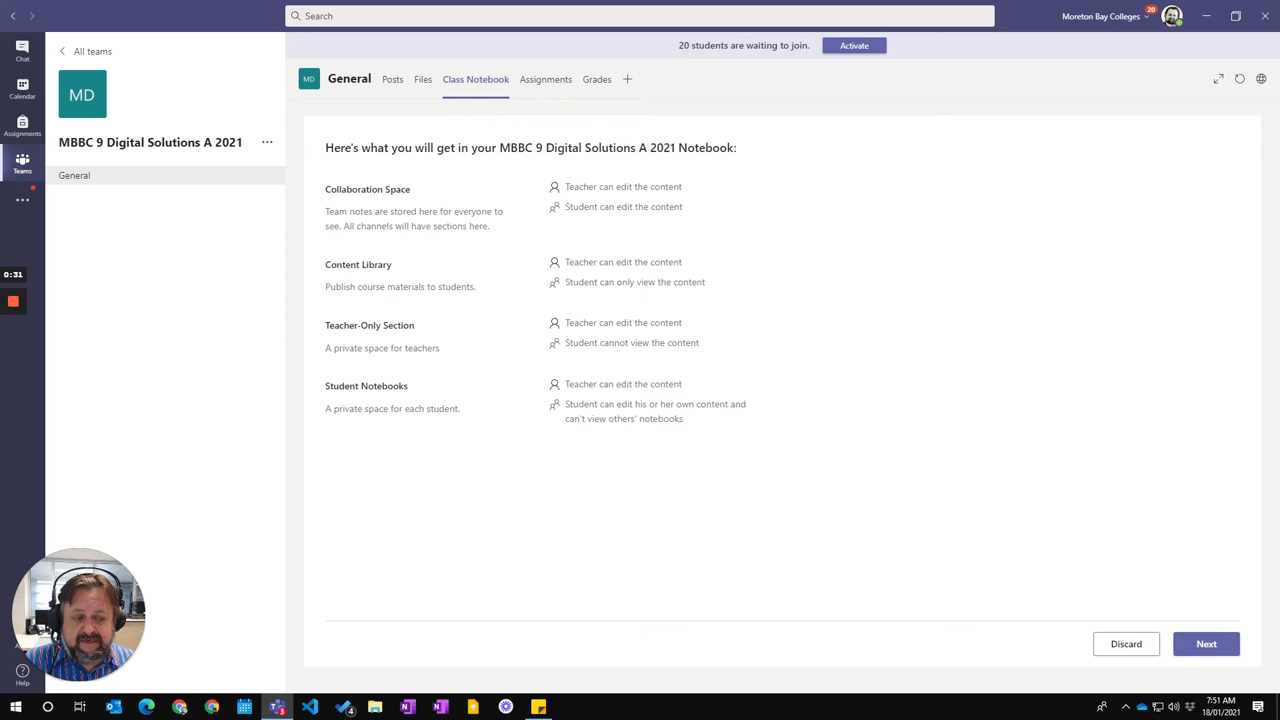 Search
Moreton Bay Colleges
20
20 students are waiting to join.
Activate
Chat
Calendar
Assignments
Teams
Help
All teams
MD
MBBC 9 Digital Solutions A 2021
General
MD
General
Posts
Files
Class Notebook
Assignments
Grades
Here's what you will get in your MBBC 9 Digital Solutions A 2021 Notebook:
Collaboration Space
Team notes are stored here for everyone to
see. All channels will have sections here.
Teacher can edit the content
Student can edit the content
Content Library
Publish course materials to students.
Teacher can edit the content
Student can only view the content
Teacher-Only Section
A private space for teachers
Teacher can edit the content
Student cannot view the content
Student Notebooks
A private space for each student.
Teacher can edit the content
Student can edit his or her own content and
can't view others' notebooks
0:31
Discard
Next
4
3
7:51 AM
18/01/2021